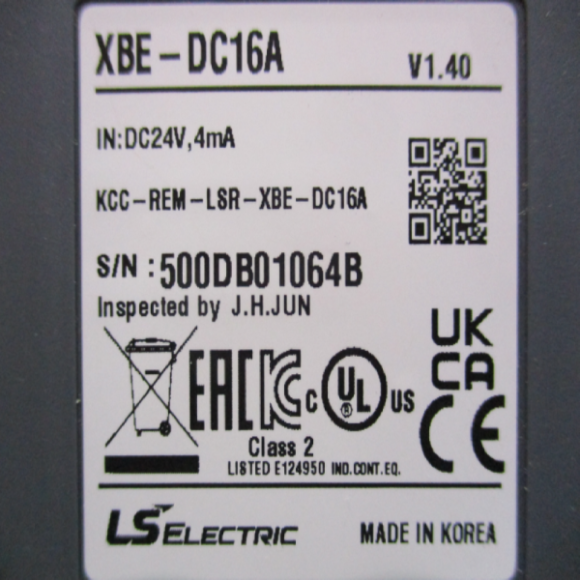 XBE-DC16A V1.40
IN:DC24V,4mA
KCC-REM-LSR-XBE-DC16A
S/N :500DB01064B
Inspected by J.H.JUN
UK
CA
EAC KC c UL US CE
Class 2
LISTED E124950 IND.CONT.EQ.
LS ELECTRIC MADE IN KOREA